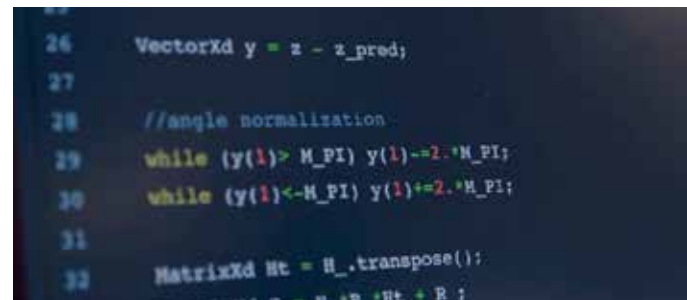 26 VectorXd y = z - z_pred;
27
28 //angle normalization
29 while (y(1)> M_PI) y(1)-=2.*M_PI;
30 while (y(1)<-M_PI) y(1)+=2.*M_PI;
31
32 MatrixXd Ht = H_.transpose();